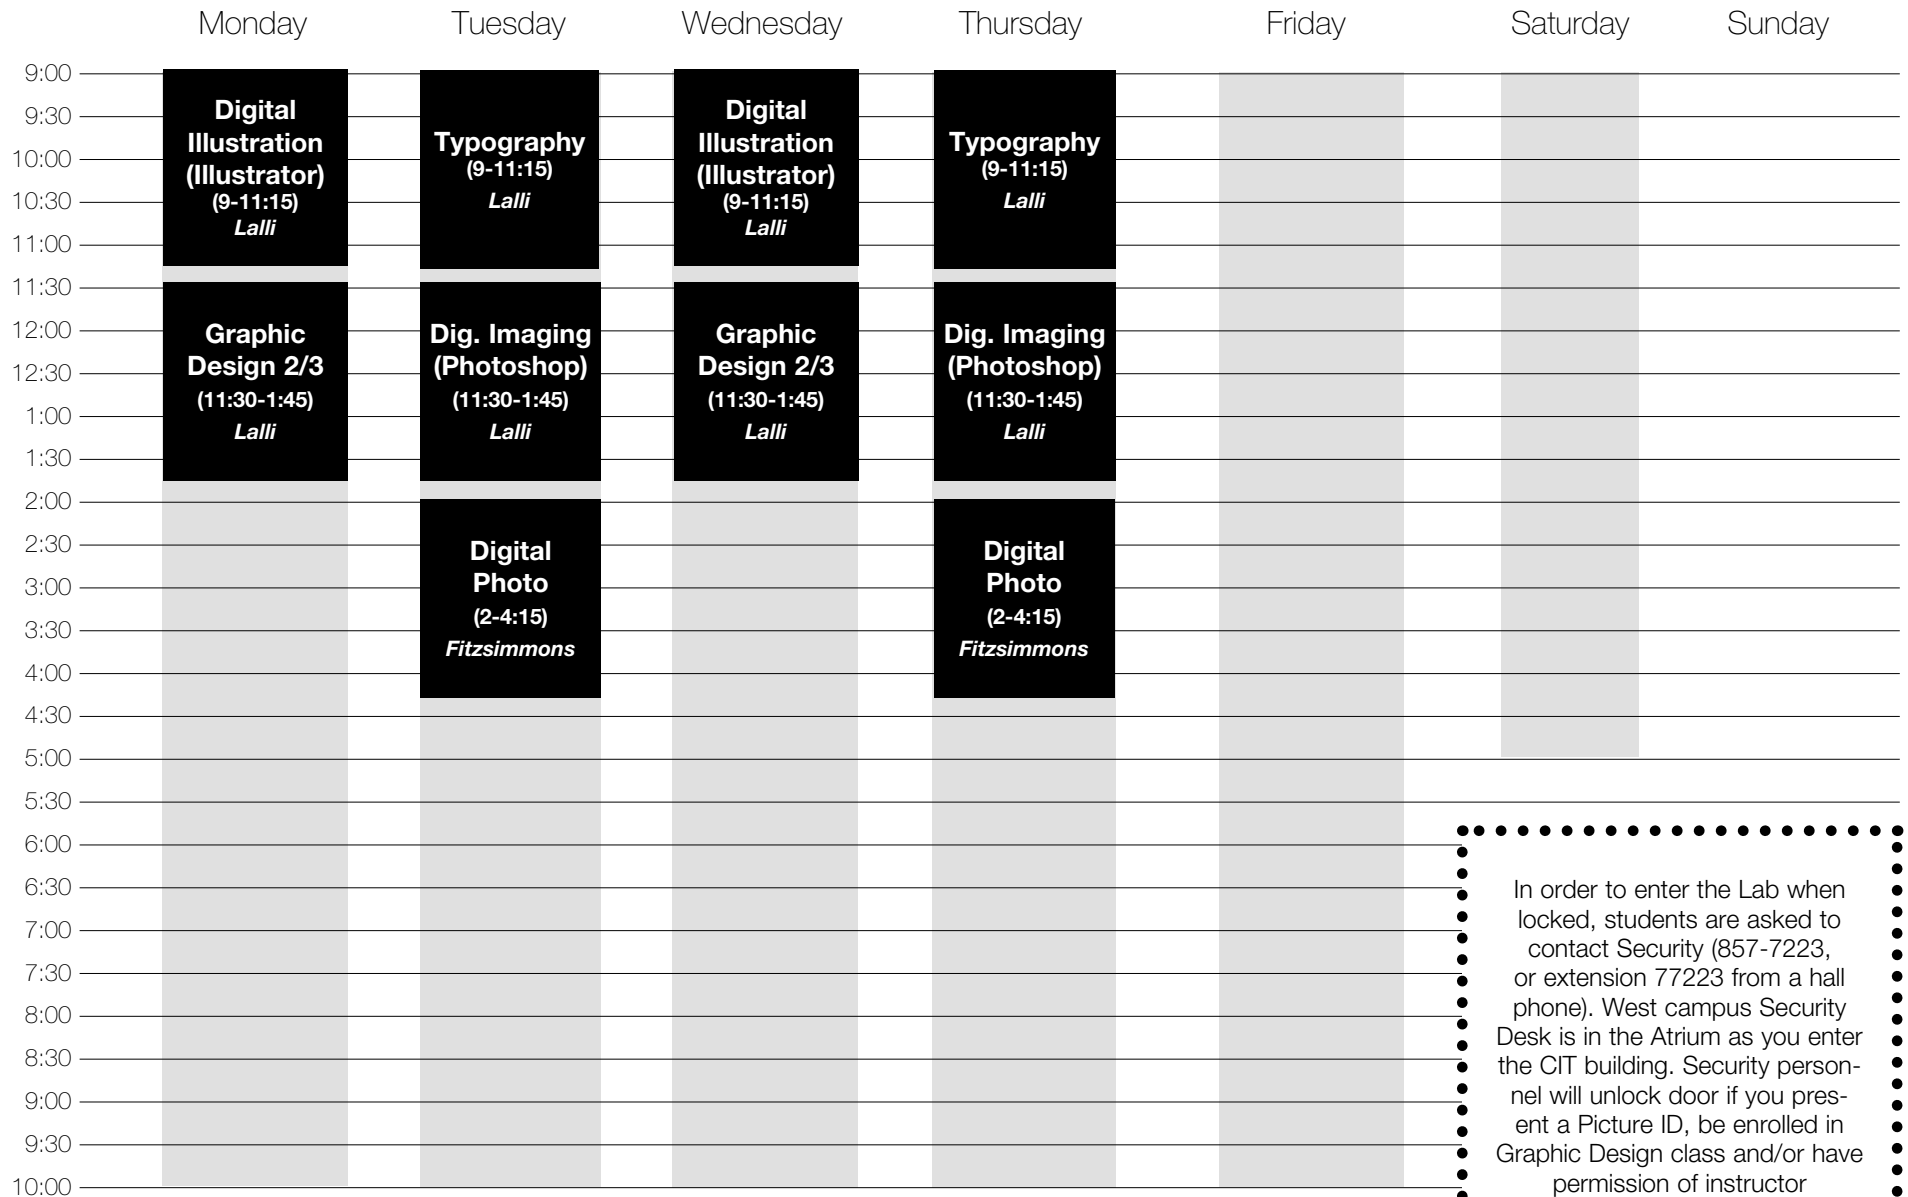 Monday Tuesday Wednesday Thursday Friday Saturday Sunday
9:00
9:30
10:00
10:30
11:00
11:30
12:00
12:30
1:00
1:30
2:00
2:30
3:00
3:30
4:00
4:30
5:00
5:30
6:00
6:30
7:00
7:30
8:00
8:30
9:00
9:30
10:00
Digital
Illustration
(Illustrator)
(9-11:15)
Lalli
Graphic
Design 2/3
(11:30-1:45)
Lalli
Typography
(9-11:15)
Lalli
Dig. Imaging
(Photoshop)
(11:30-1:45)
Lalli
Digital
Photo
(2-4:15)
Fitzsimmons
Digital
Illustration
(Illustrator)
(9-11:15)
Lalli
Graphic
Design 2/3
(11:30-1:45)
Lalli
Typography
(9-11:15)
Lalli
Dig. Imaging
(Photoshop)
(11:30-1:45)
Lalli
Digital
Photo
(2-4:15)
Fitzsimmons
In order to enter the Lab when
locked, students are asked to
contact Security (857-7223,
or extension 77223 from a hall
phone). West campus Security
Desk is in the Atrium as you enter
the CIT building. Security person-
nel will unlock door if you pres-
ent a Picture ID, be enrolled in
Graphic Design class and/or have
permission of instructor